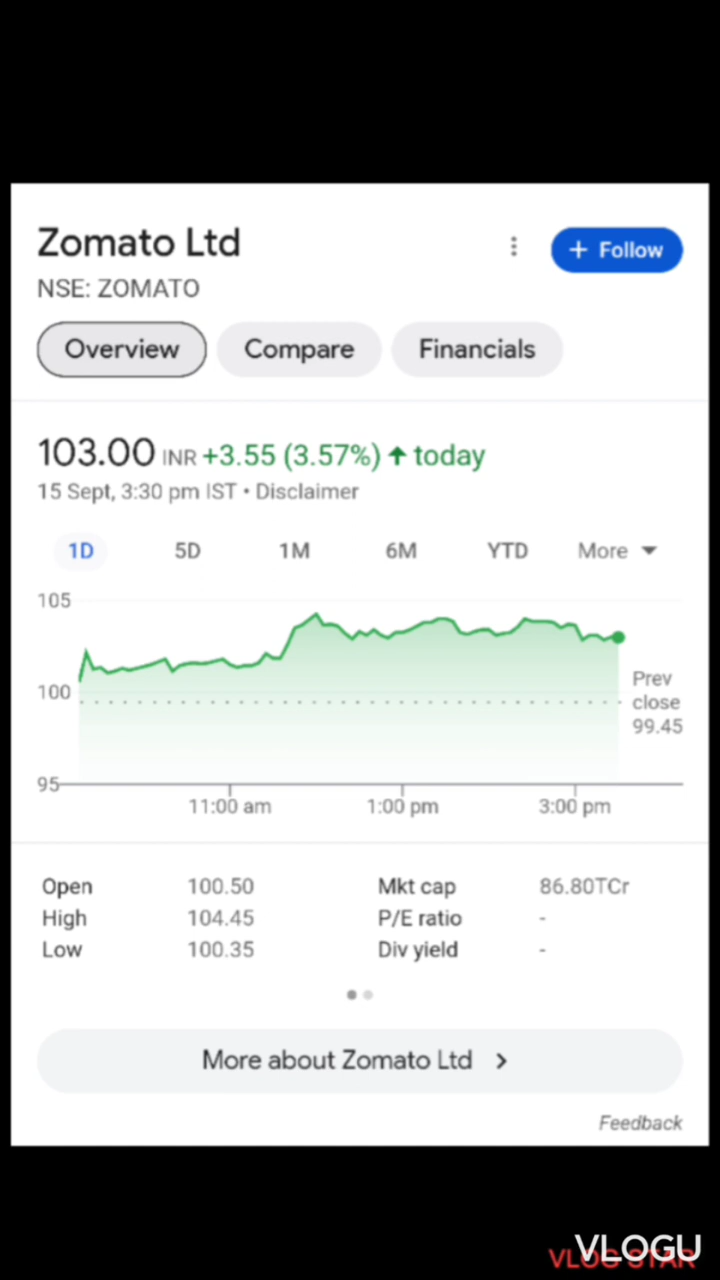 Zomato Ltd
+ Follow
NSE: ZOMATO
Overview Compare Financials
103.00 INR +3.55 (3.57%) ↑ today
15 Sept, 3:30 pm IST • Disclaimer
1D 5D 1M 6M YTD More
105
100
95
Prev
close
99.45
11:00 am 1:00 pm 3:00 pm
Open 100.50 Mkt cap 86.80TCr
High 104.45 P/E ratio -
Low 100.35 Div yield -
More about Zomato Ltd >
Feedback
VLOGU
VLOG STAR